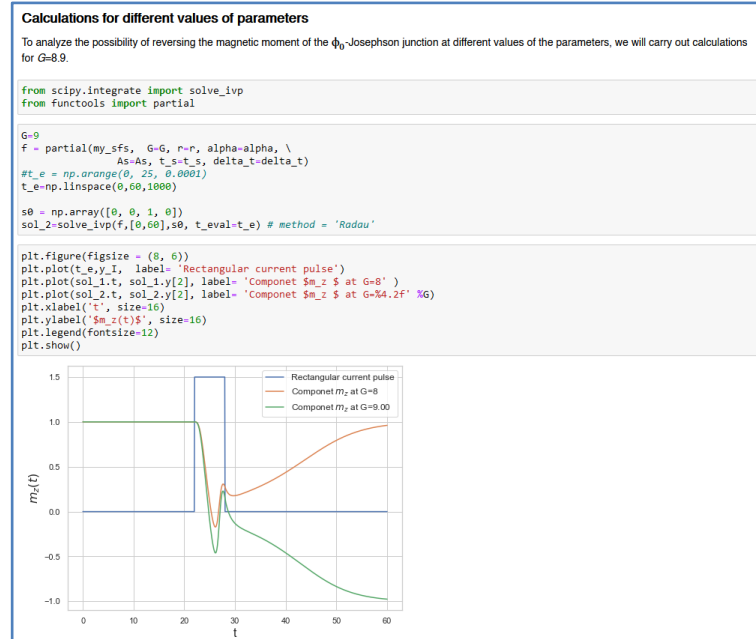 Calculations for different values of parameters
To analyze the possibility of reversing the magnetic moment of the ϕ₀-Josephson junction at different values of the parameters, we will carry out calculations
for G=8.9.
from scipy.integrate import solve_ivp
from functools import partial
G=9
f = partial(my_sfs,  G=G, r=r, alpha=alpha, \
As=As, t_s=t_s, delta_t=delta_t)
#t_e = np.arange(0, 25, 0.0001)
t_e=np.linspace(0,60,1000)
s0 = np.array([0, 0, 1, 0])
sol_2=solve_ivp(f,[0,60],s0, t_eval=t_e) # method = 'Radau'
plt.figure(figsize = (8, 6))
plt.plot(t_e,y_I,  label= 'Rectangular current pulse')
plt.plot(sol_1.t, sol_1.y[2], label= 'Componet $m_z $ at G=8' )
plt.plot(sol_2.t, sol_2.y[2], label= 'Componet $m_z $ at G=%4.2f' %G)
plt.xlabel('t', size=16)
plt.ylabel('$m_z(t)$', size=16)
plt.legend(fontsize=12)
plt.show()
Rectangular current pulse
Componet m_z at G=8
Componet m_z at G=9.00
1.5
1.0
0.5
0.0
−0.5
−1.0
m_z(t)
0 10 20 30 40 50 60
t